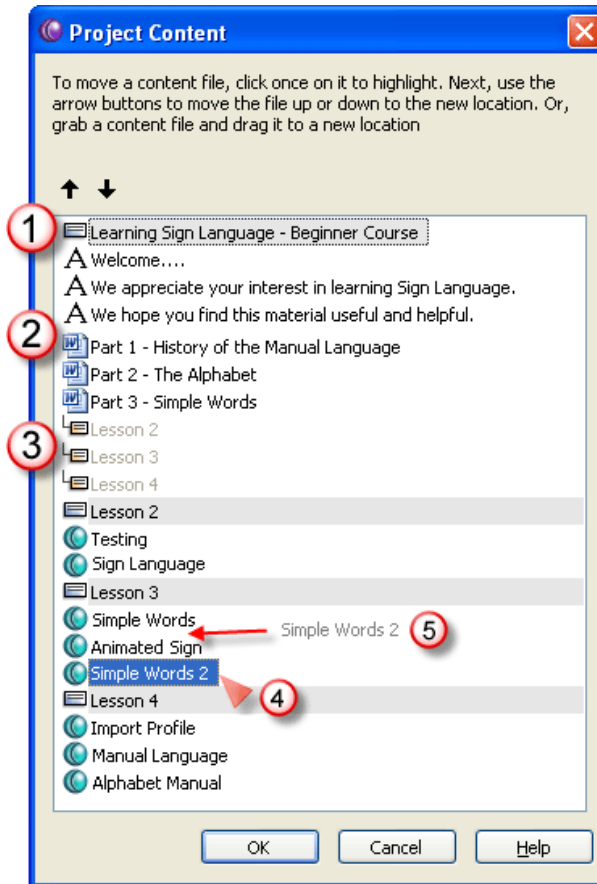 Project Content
To move a content file, click once on it to highlight. Next, use the
arrow buttons to move the file up or down to the new location. Or,
grab a content file and drag it to a new location
1
Learning Sign Language - Beginner Course
Welcome....
We appreciate your interest in learning Sign Language.
We hope you find this material useful and helpful.
2
Part 1 - History of the Manual Language
Part 2 - The Alphabet
Part 3 - Simple Words
Lesson 2
3
Lesson 3
Lesson 4
Lesson 2
Testing
Sign Language
Lesson 3
Simple Words
Simple Words 2 5
Animated Sign
Simple Words 2 4
Lesson 4
Import Profile
Manual Language
Alphabet Manual
OK Cancel Help